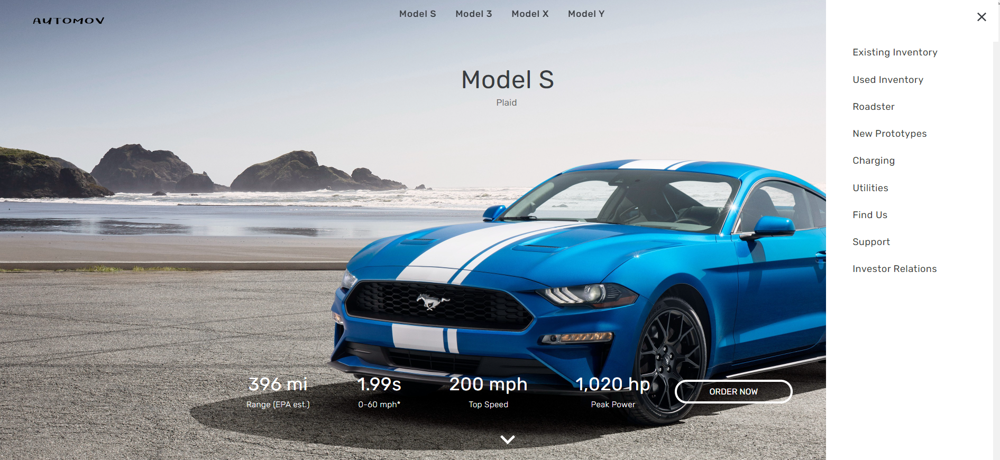 AUTOMOV
Model S Model 3 Model X Model Y
Model S
Plaid
396 mi 1.99s 200 mph 1,020 hp
Range (EPA est.) 0-60 mph* Top Speed Peak Power
ORDER NOW
Existing Inventory
Used Inventory
Roadster
New Prototypes
Charging
Utilities
Find Us
Support
Investor Relations